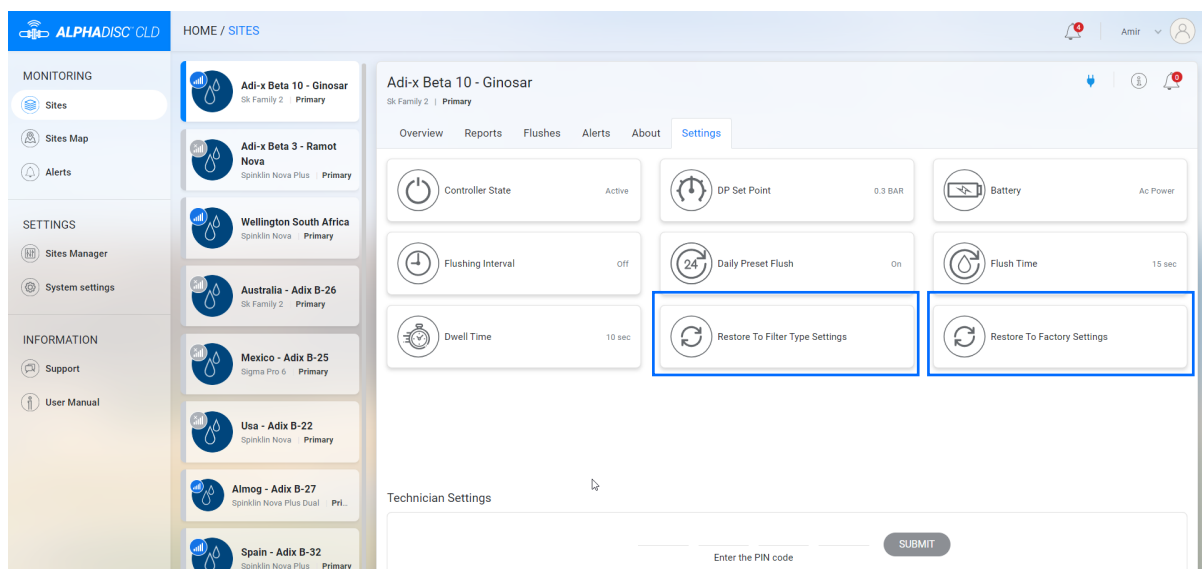 ALPHADISC™ CLD
HOME / SITES
4
Amir
MONITORING
Sites
Sites Map
Alerts
SETTINGS
Sites Manager
System settings
INFORMATION
Support
User Manual
Adi-x Beta 10 - Ginosar
Sk Family 2 | Primary
Adi-x Beta 3 - Ramot
Nova
Spinklin Nova Plus | Primary
Wellington South Africa
Spinklin Nova | Primary
Australia - Adix B-26
Sk Family 2 | Primary
Mexico - Adix B-25
Sigma Pro 6 | Primary
Usa - Adix B-22
Spinklin Nova | Primary
Almog - Adix B-27
Spinklin Nova Plus Dual | Pri...
Spain - Adix B-32
Spinklin Nova Plus | Primary
Adi-x Beta 10 - Ginosar
Sk Family 2 | Primary
0
Overview Reports Flushes Alerts About Settings
Controller State Active
DP Set Point 0.3 BAR
Battery Ac Power
Flushing Interval Off
24 Daily Preset Flush On
Flush Time 15 sec
Dwell Time 10 sec
Restore To Filter Type Settings
Restore To Factory Settings
Technician Settings
Enter the PIN code
SUBMIT